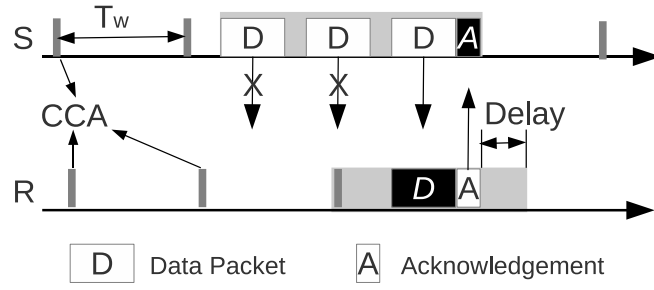 S
Tw
D D D A
X X
CCA
Delay
R
D A
D Data Packet A Acknowledgement